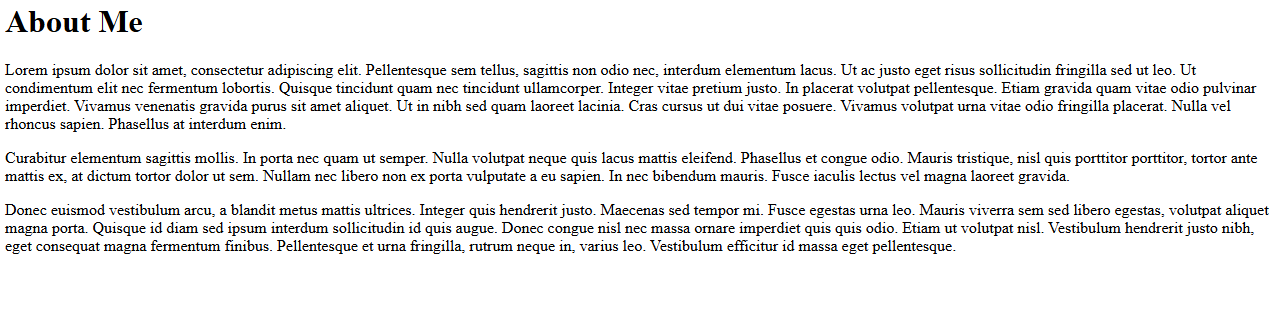 About Me
Lorem ipsum dolor sit amet, consectetur adipiscing elit. Pellentesque sem tellus, sagittis non odio nec, interdum elementum lacus. Ut ac justo eget risus sollicitudin fringilla sed ut leo. Ut
condimentum elit nec fermentum lobortis. Quisque tincidunt quam nec tincidunt ullamcorper. Integer vitae pretium justo. In placerat volutpat pellentesque. Etiam gravida quam vitae odio pulvinar
imperdiet. Vivamus venenatis gravida purus sit amet aliquet. Ut in nibh sed quam laoreet lacinia. Cras cursus ut dui vitae posuere. Vivamus volutpat urna vitae odio fringilla placerat. Nulla vel
rhoncus sapien. Phasellus at interdum enim.
Curabitur elementum sagittis mollis. In porta nec quam ut semper. Nulla volutpat neque quis lacus mattis eleifend. Phasellus et congue odio. Mauris tristique, nisl quis porttitor porttitor, tortor ante
mattis ex, at dictum tortor dolor ut sem. Nullam nec libero non ex porta vulputate a eu sapien. In nec bibendum mauris. Fusce iaculis lectus vel magna laoreet gravida.
Donec euismod vestibulum arcu, a blandit metus mattis ultrices. Integer quis hendrerit justo. Maecenas sed tempor mi. Fusce egestas urna leo. Mauris viverra sem sed libero egestas, volutpat aliquet
magna porta. Quisque id diam sed ipsum interdum sollicitudin id quis augue. Donec congue nisl nec massa ornare imperdiet quis quis odio. Etiam ut volutpat nisl. Vestibulum hendrerit justo nibh,
eget consequat magna fermentum finibus. Pellentesque et urna fringilla, rutrum neque in, varius leo. Vestibulum efficitur id massa eget pellentesque.